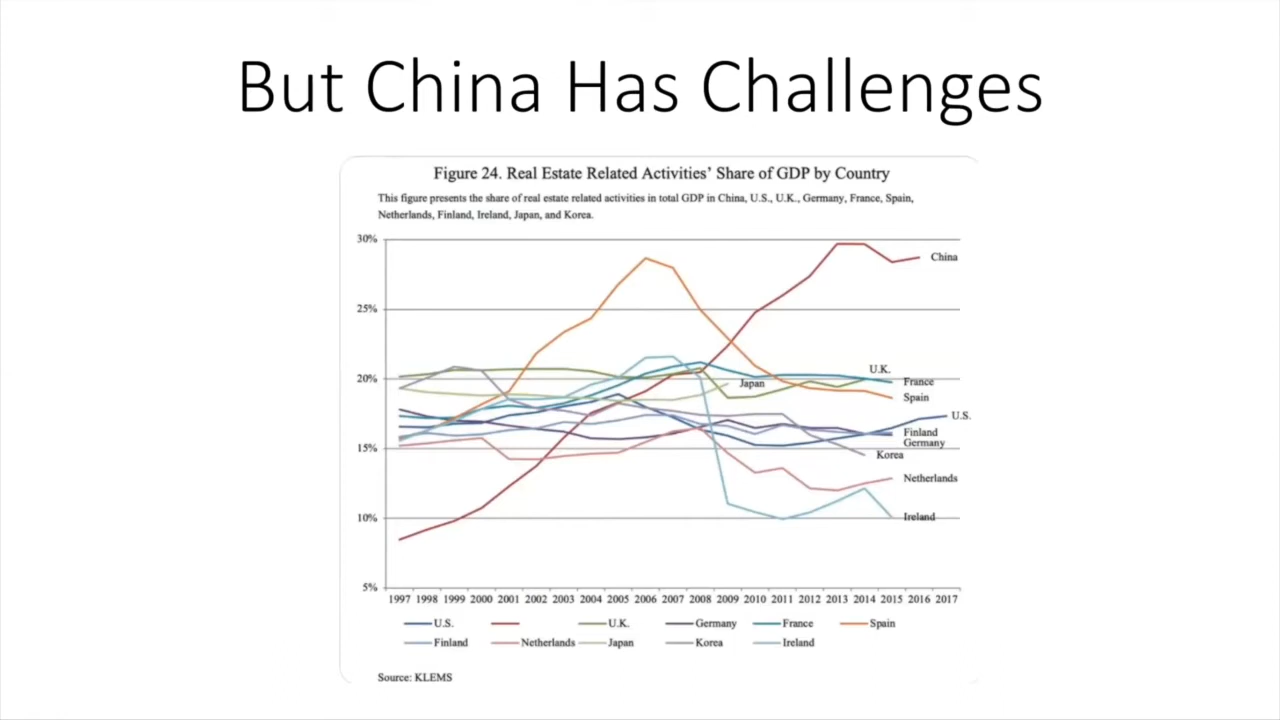 But China Has Challenges
Figure 24. Real Estate Related Activities' Share of GDP by Country
This figure presents the share of real estate related activities in total GDP in China, U.S., U.K., Germany, France, Spain,
Netherlands, Finland, Ireland, Japan, and Korea.
30%
China
25%
U.K.
20%
Japan
France
Spain
U.S.
Finland
Germany
15%
Korea
Netherlands
10%
Ireland
5%
1997 1998 1999 2000 2001 2002 2003 2004 2005 2006 2007 2008 2009 2010 2011 2012 2013 2014 2015 2016 2017
U.S. U.K. Germany France Spain
Finland Netherlands Japan Korea Ireland
Source: KLEMS